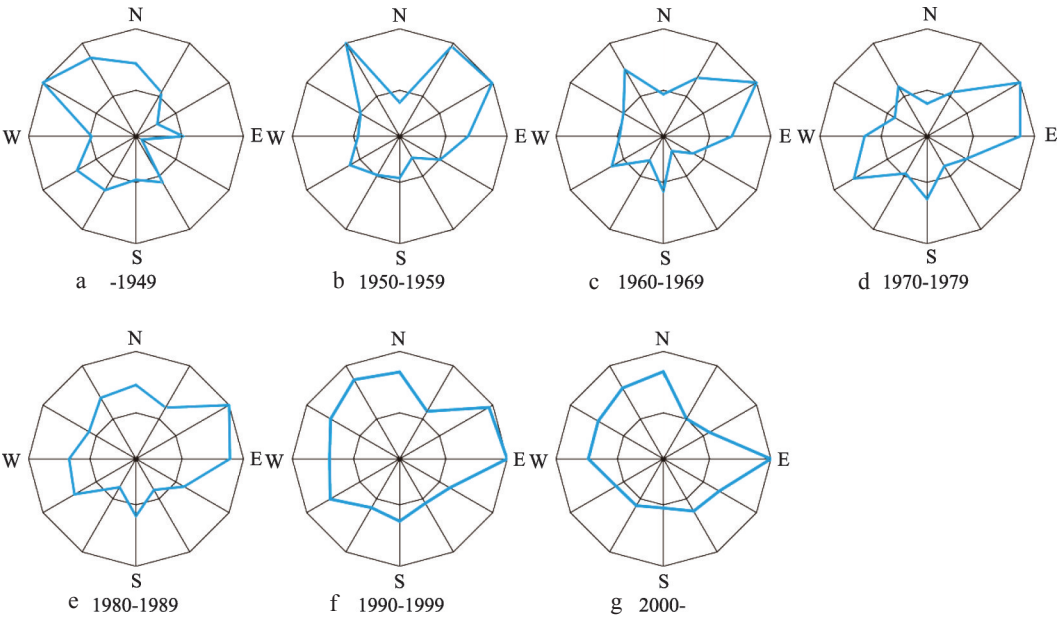 N N N N
W E W E W E W E
S S S S
a -1949 b 1950-1959 c 1960-1969 d 1970-1979
N N N
W E W E W E
S S S
e 1980-1989 f 1990-1999 g 2000-